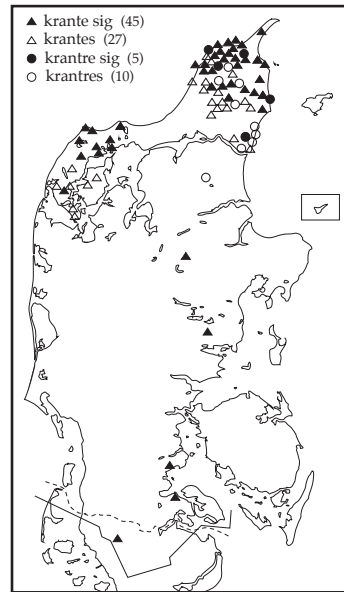 ▲ krante sig (45)
△ krantes (27)
● krantre sig (5)
○ krantres (10)